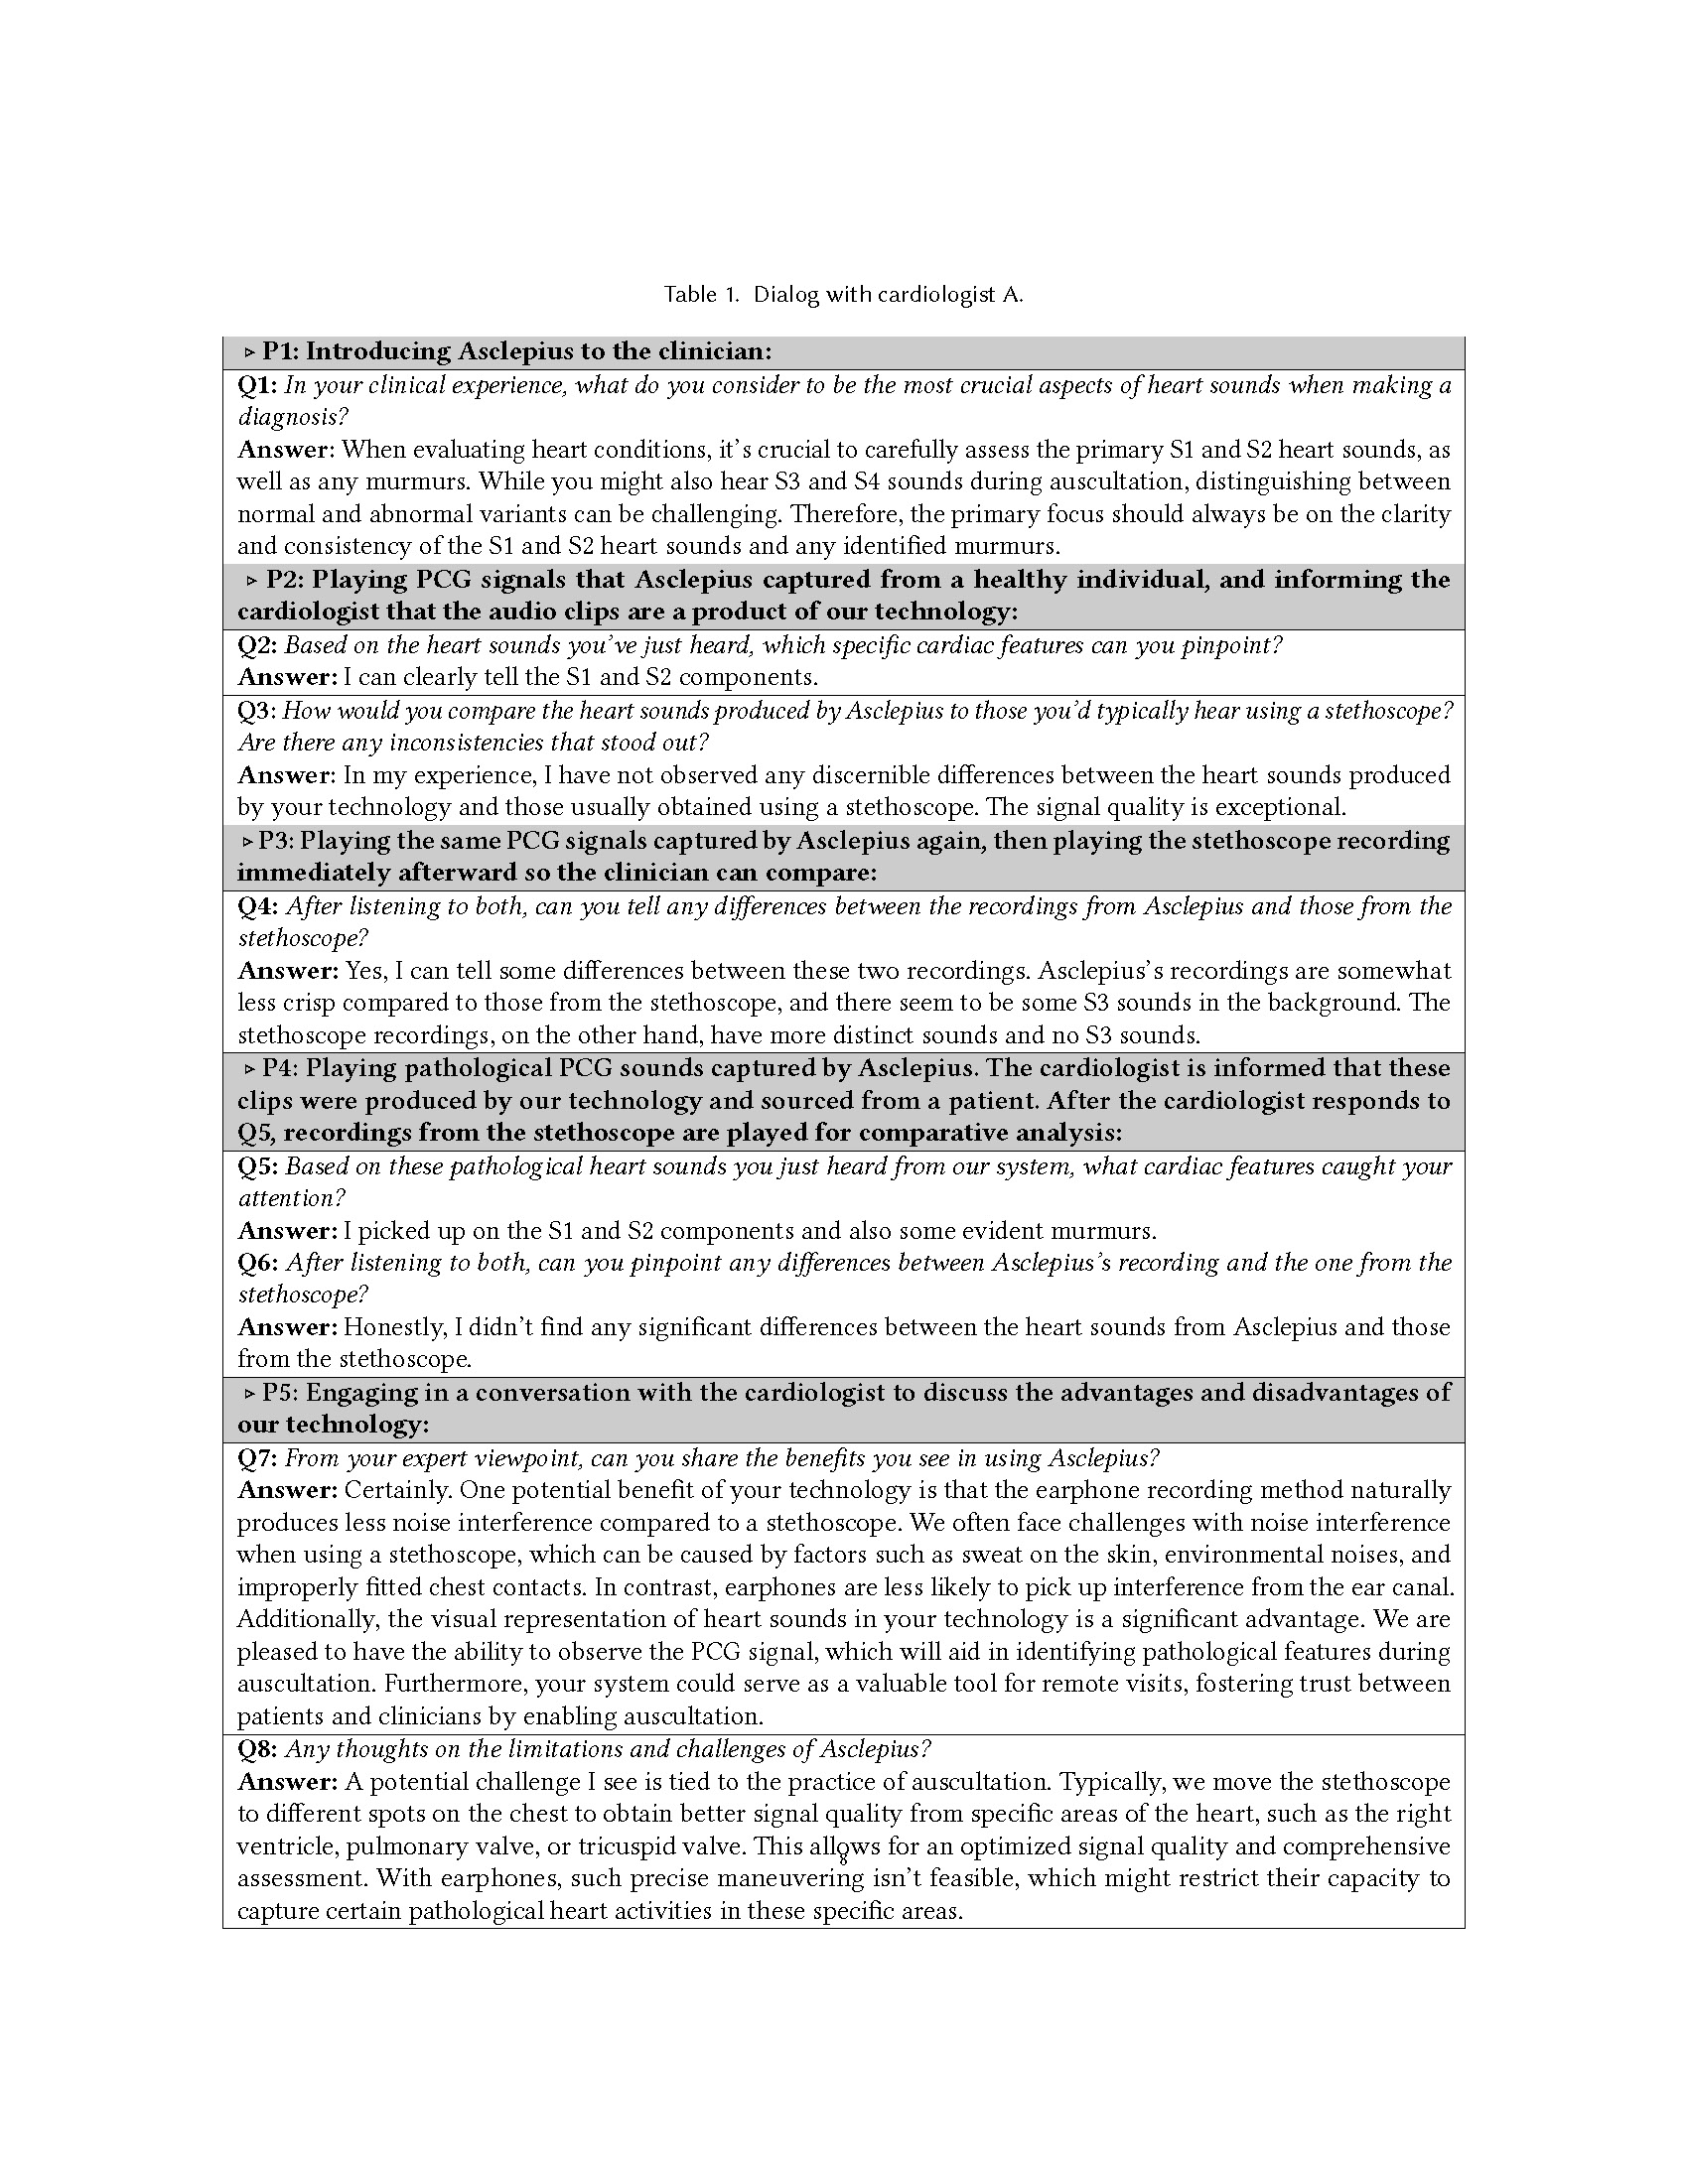 Table 1. Dialog with cardiologist A.
▹ P1: Introducing Asclepius to the clinician:
Q1: In your clinical experience, what do you consider to be the most crucial aspects of heart sounds when making a
diagnosis?
Answer: When evaluating heart conditions, it's crucial to carefully assess the primary S1 and S2 heart sounds, as
well as any murmurs. While you might also hear S3 and S4 sounds during auscultation, distinguishing between
normal and abnormal variants can be challenging. Therefore, the primary focus should always be on the clarity
and consistency of the S1 and S2 heart sounds and any identified murmurs.
▹ P2: Playing PCG signals that Asclepius captured from a healthy individual, and informing the
cardiologist that the audio clips are a product of our technology:
Q2: Based on the heart sounds you've just heard, which specific cardiac features can you pinpoint?
Answer: I can clearly tell the S1 and S2 components.
Q3: How would you compare the heart sounds produced by Asclepius to those you'd typically hear using a stethoscope?
Are there any inconsistencies that stood out?
Answer: In my experience, I have not observed any discernible differences between the heart sounds produced
by your technology and those usually obtained using a stethoscope. The signal quality is exceptional.
▹ P3: Playing the same PCG signals captured by Asclepius again, then playing the stethoscope recording
immediately afterward so the clinician can compare:
Q4: After listening to both, can you tell any differences between the recordings from Asclepius and those from the
stethoscope?
Answer: Yes, I can tell some differences between these two recordings. Asclepius's recordings are somewhat
less crisp compared to those from the stethoscope, and there seem to be some S3 sounds in the background. The
stethoscope recordings, on the other hand, have more distinct sounds and no S3 sounds.
▹ P4: Playing pathological PCG sounds captured by Asclepius. The cardiologist is informed that these
clips were produced by our technology and sourced from a patient. After the cardiologist responds to
Q5, recordings from the stethoscope are played for comparative analysis:
Q5: Based on these pathological heart sounds you just heard from our system, what cardiac features caught your
attention?
Answer: I picked up on the S1 and S2 components and also some evident murmurs.
Q6: After listening to both, can you pinpoint any differences between Asclepius's recording and the one from the
stethoscope?
Answer: Honestly, I didn't find any significant differences between the heart sounds from Asclepius and those
from the stethoscope.
▹ P5: Engaging in a conversation with the cardiologist to discuss the advantages and disadvantages of
our technology:
Q7: From your expert viewpoint, can you share the benefits you see in using Asclepius?
Answer: Certainly. One potential benefit of your technology is that the earphone recording method naturally
produces less noise interference compared to a stethoscope. We often face challenges with noise interference
when using a stethoscope, which can be caused by factors such as sweat on the skin, environmental noises, and
improperly fitted chest contacts. In contrast, earphones are less likely to pick up interference from the ear canal.
Additionally, the visual representation of heart sounds in your technology is a significant advantage. We are
pleased to have the ability to observe the PCG signal, which will aid in identifying pathological features during
auscultation. Furthermore, your system could serve as a valuable tool for remote visits, fostering trust between
patients and clinicians by enabling auscultation.
Q8: Any thoughts on the limitations and challenges of Asclepius?
Answer: A potential challenge I see is tied to the practice of auscultation. Typically, we move the stethoscope
to different spots on the chest to obtain better signal quality from specific areas of the heart, such as the right
ventricle, pulmonary valve, or tricuspid valve. This allows for an optimized signal quality and comprehensive
8
assessment. With earphones, such precise maneuvering isn't feasible, which might restrict their capacity to
capture certain pathological heart activities in these specific areas.